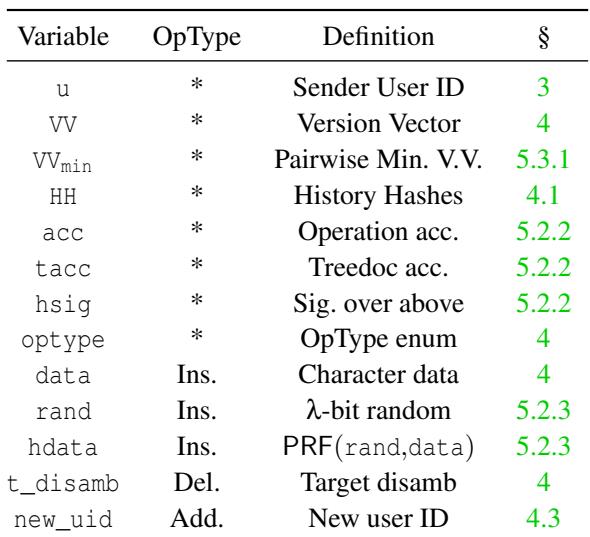 Variable OpType Definition §
u * Sender User ID 3
VV * Version Vector 4
VVmin * Pairwise Min. V.V. 5.3.1
HH * History Hashes 4.1
acc * Operation acc. 5.2.2
tacc * Treedoc acc. 5.2.2
hsig * Sig. over above 5.2.2
optype * OpType enum 4
data Ins. Character data 4
rand Ins. λ-bit random 5.2.3
hdata Ins. PRF(rand,data) 5.2.3
t_disamb Del. Target disamb 4
new_uid Add. New user ID 4.3